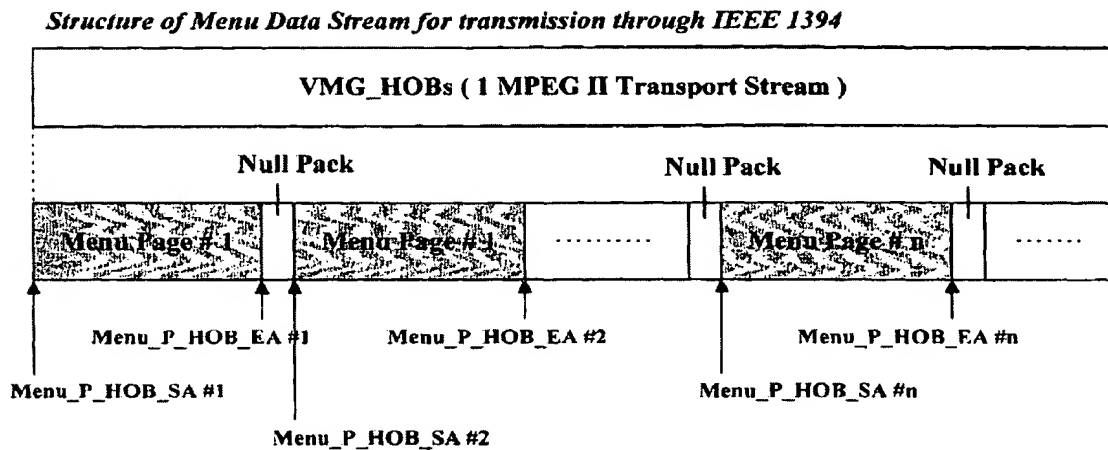 Structure of Menu Data Stream for transmission through IEEE 1394
VMG_HOBs ( 1 MPEG II Transport Stream )
Null Pack Null Pack Null Pack
Menu Page # 1 Menu Page # 1 ............ Menu Page # n ............
Menu_P_HOB_EA #1 Menu_P_HOB_EA #2 Menu_P_HOB_EA #n
Menu_P_HOB_SA #1 Menu_P_HOB_SA #n
Menu_P_HOB_SA #2